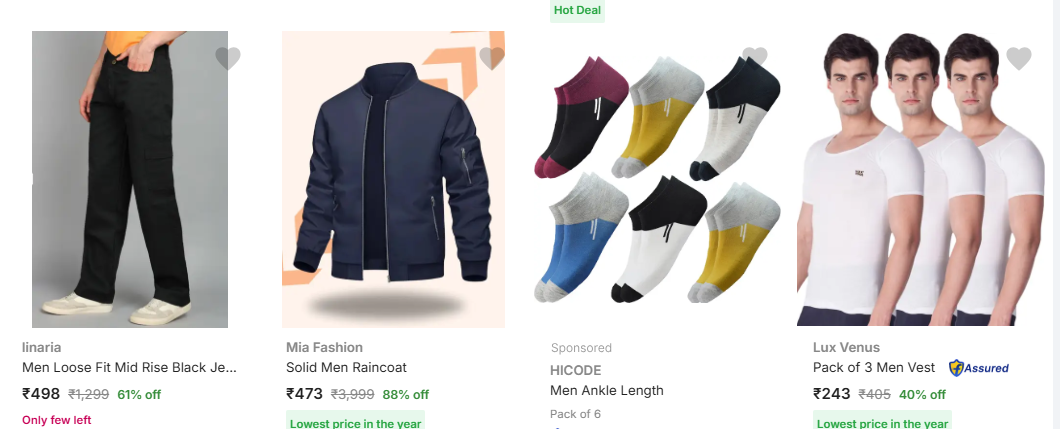 Hot Deal
linaria
Men Loose Fit Mid Rise Black Je...
₹498 ₹1,299 61% off
Only few left
Mia Fashion
Solid Men Raincoat
₹473 ₹3,999 88% off
Lowest price in the year
Sponsored
HICODE
Men Ankle Length
Pack of 6
Lux Venus
Pack of 3 Men Vest Assured
₹243 ₹405 40% off
Lowest price in the year